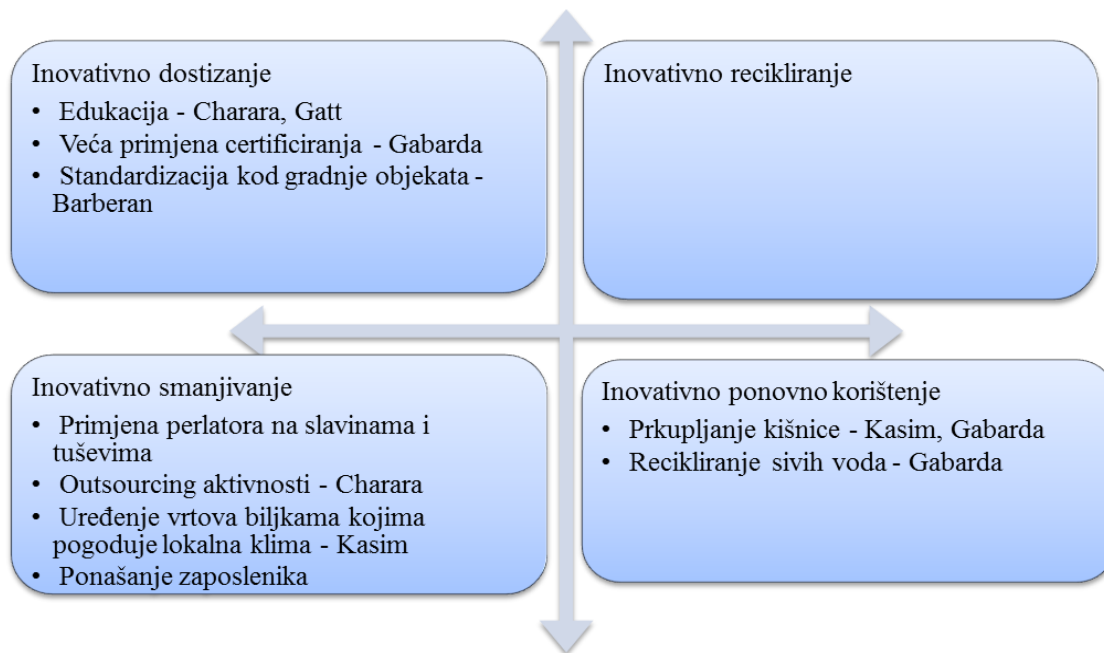 Inovativno dostizanje
• Edukacija - Charara, Gatt
• Veća primjena certificiranja - Gabarda
• Standardizacija kod gradnje objekata -
Barberan
Inovativno recikliranje
Inovativno smanjivanje
• Primjena perlatora na slavinama i
tuševima
• Outsourcing aktivnosti - Charara
• Uređenje vrtova biljkama kojima
pogoduje lokalna klima - Kasim
• Ponašanje zaposlenika
Inovativno ponovno korištenje
• Prkupljanje kišnice - Kasim, Gabarda
• Recikliranje sivih voda - Gabarda